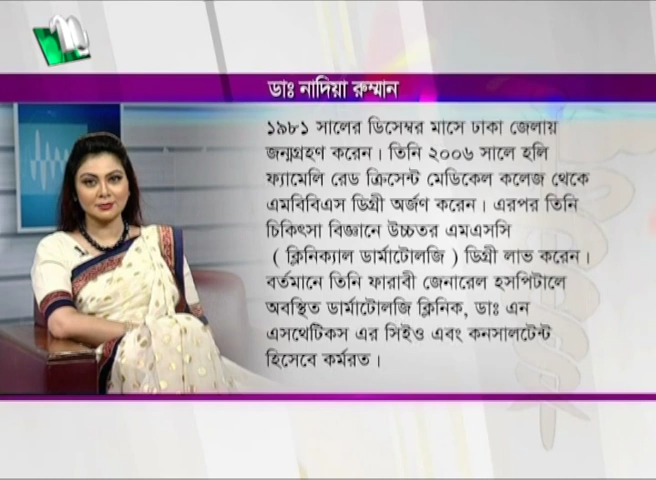 ডাঃ নাদিয়া রুম্মান
১৯৮১ সালের ডিসেম্বর মাসে ঢাকা জেলায়
জন্মগ্রহণ করেন। তিনি ২০০৬ সালে হলি
ফ্যামেলি রেড ক্রিসেন্ট মেডিকেল কলেজ থেকে
এমবিবিএস ডিগ্রী অর্জণ করেন। এরপর তিনি
চিকিৎসা বিজ্ঞানে উচ্চতর এমএসসি
( ক্লিনিক্যাল ডার্মাটোলজি ) ডিগ্রী লাভ করেন।
বর্তমানে তিনি ফারাবী জেনারেল হসপিটালে
অবস্থিত ডার্মাটোলজি ক্লিনিক, ডাঃ এন
এসথেটিকস এর সিইও এবং কনসালটেন্ট
হিসেবে কর্মরত।